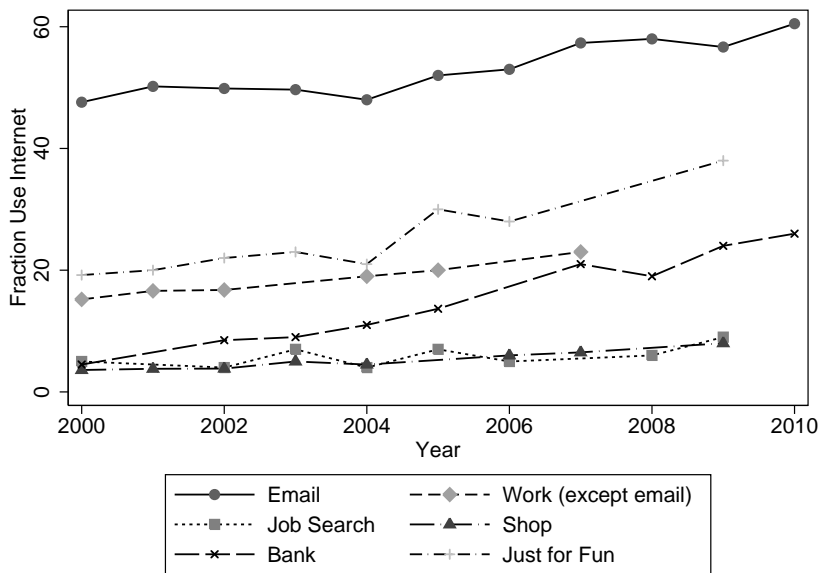 60
40
20
0
Fraction Use Internet
2000 2002 2004 2006 2008 2010
Year
Email Work (except email)
Job Search Shop
Bank Just for Fun